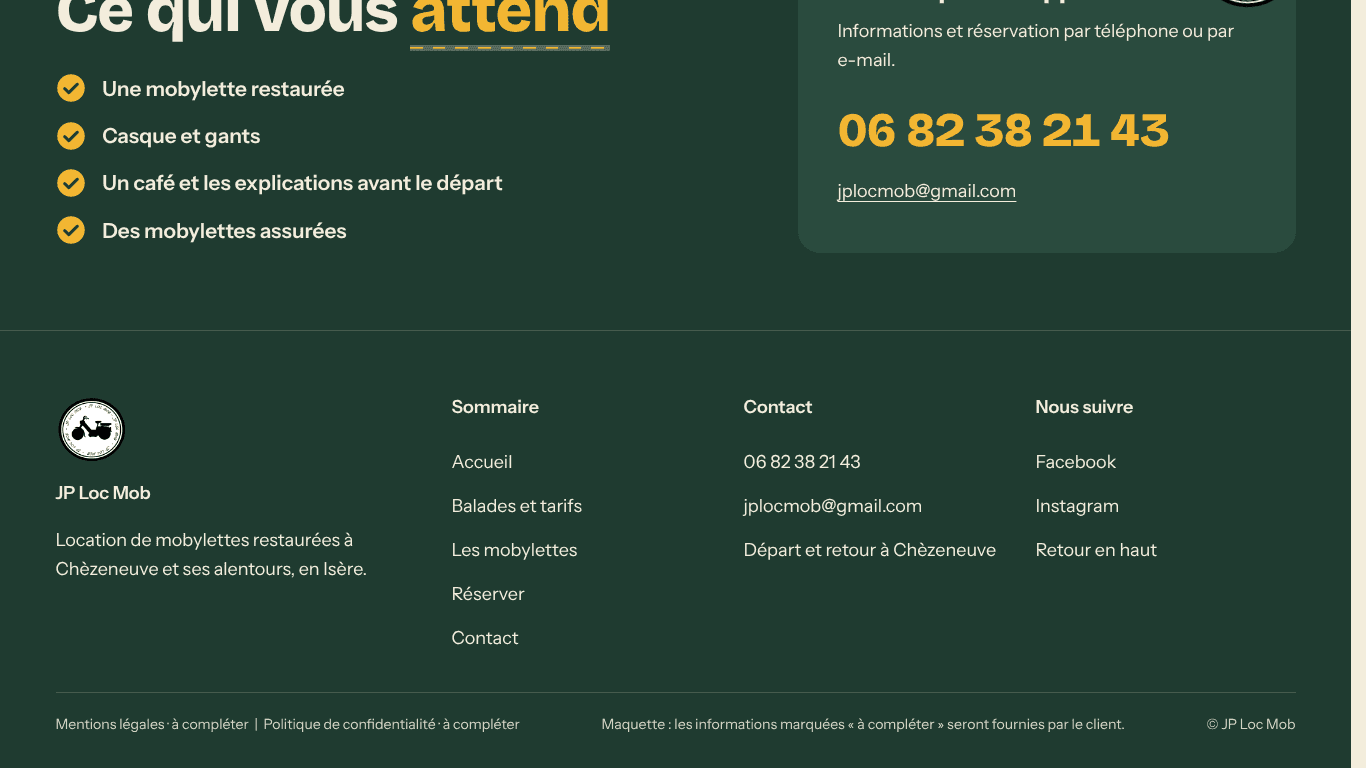 Ce qui vous attend
Une mobylette restaurée
Casque et gants
Un café et les explications avant le départ
Des mobylettes assurées
Informations et réservation par téléphone ou par
e-mail.
06 82 38 21 43
jplocmob@gmail.com
JP Loc Mob
Location de mobylettes restaurées à
Chèzeneuve et ses alentours, en Isère.
Sommaire
Accueil
Balades et tarifs
Les mobylettes
Réserver
Contact
Contact
06 82 38 21 43
jplocmob@gmail.com
Départ et retour à Chèzeneuve
Nous suivre
Facebook
Instagram
Retour en haut
Mentions légales · à compléter | Politique de confidentialité · à compléter
Maquette : les informations marquées « à compléter » seront fournies par le client.
© JP Loc Mob